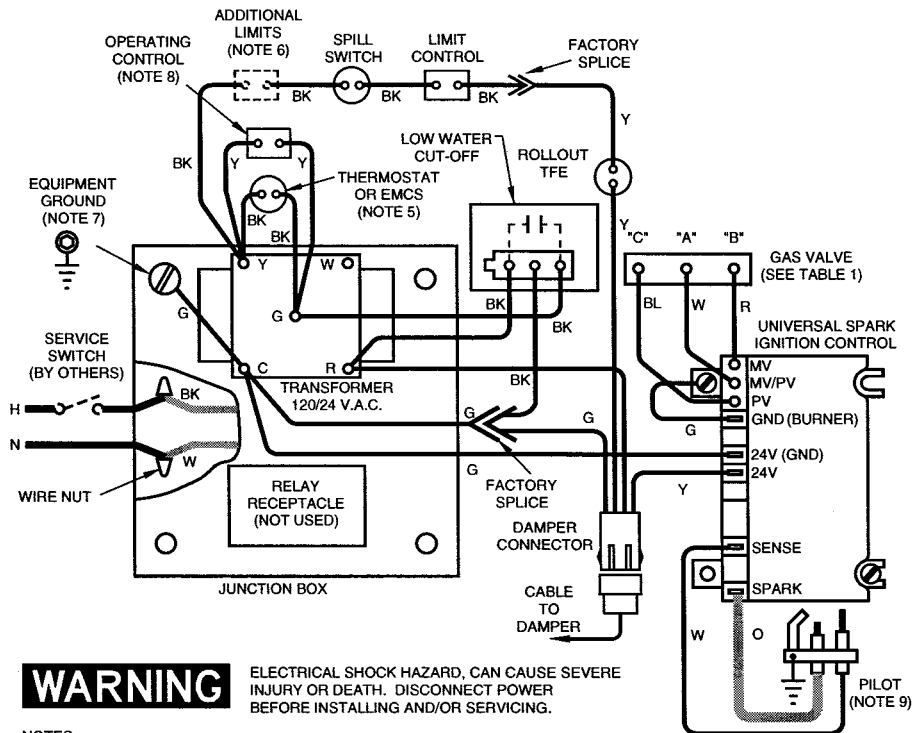 ADDITIONAL
LIMITS
(NOTE 6)
OPERATING
CONTROL
(NOTE 8)
SPILL
SWITCH
LIMIT
CONTROL
FACTORY
SPLICE
BK
BK
BK
Y
BK
Y
Y
LOW WATER
CUT-OFF
ROLLOUT
TFE
EQUIPMENT
GROUND
(NOTE 7)
THERMOSTAT
OR EMCS
(NOTE 5)
BK
BK
Y
"C"
"A"
"B"
GAS VALVE
(SEE TABLE 1)
Y
W
G
G
BK
BK
BL
W
R
UNIVERSAL SPARK
IGNITION CONTROL
SERVICE
SWITCH
(BY OTHERS)
C
R
TRANSFORMER
120/24 V.A.C.
BK
MV
MV/PV
PV
GND (BURNER)
H
BK
G
G
G
N
W
G
24V (GND)
24V
Y
WIRE NUT
RELAY
RECEPTACLE
(NOT USED)
FACTORY
SPLICE
DAMPER
CONNECTOR
SENSE
JUNCTION BOX
CABLE
TO
DAMPER
SPARK
W
O
PILOT
(NOTE 9)
WARNING
ELECTRICAL SHOCK HAZARD, CAN CAUSE SEVERE
INJURY OR DEATH. DISCONNECT POWER
BEFORE INSTALLING AND/OR SERVICING.
NOTES